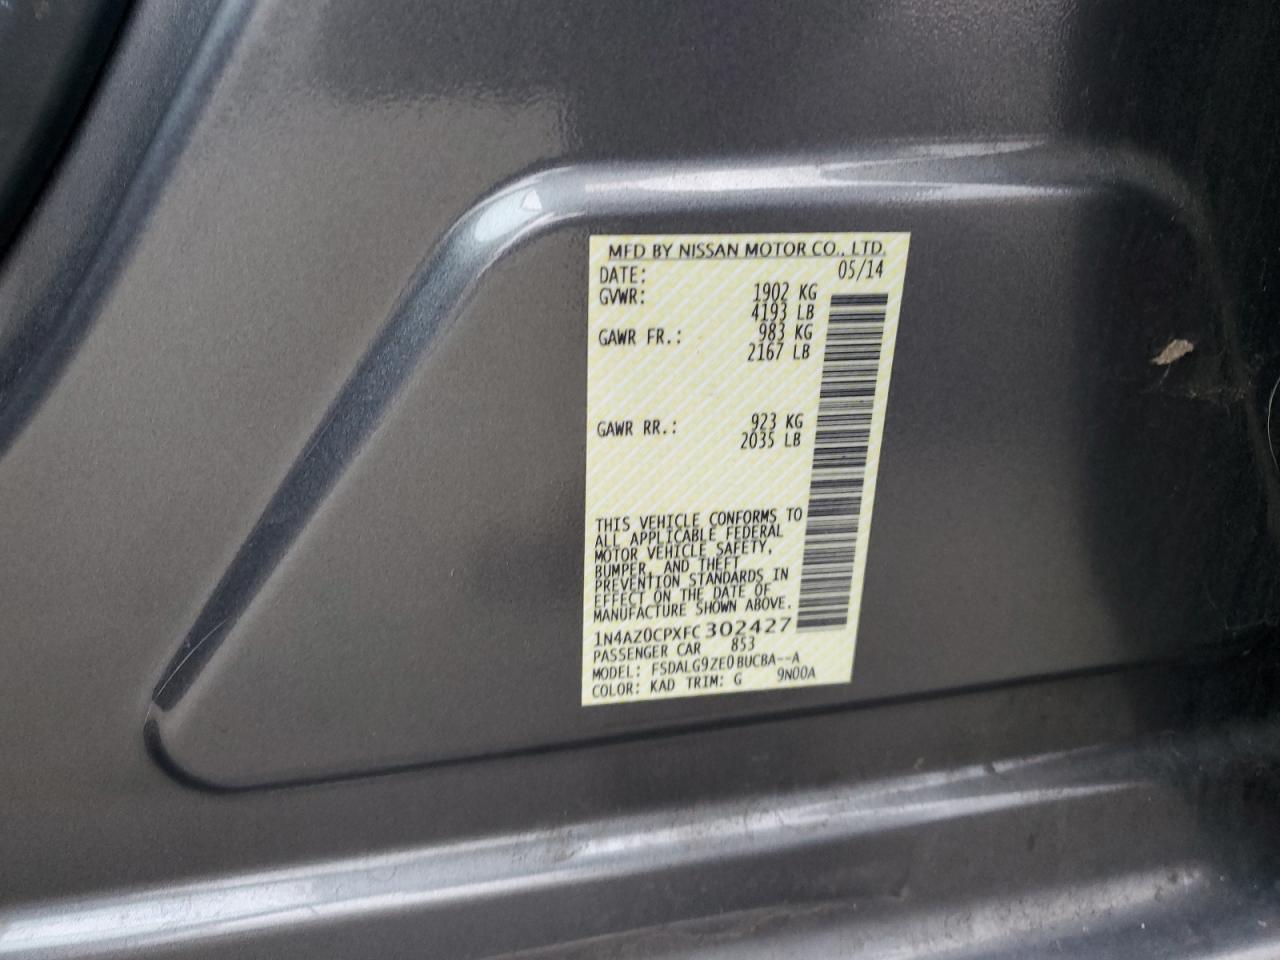 MFD BY NISSAN MOTOR CO., LTD.
DATE: 05/14
GVWR: 1902 KG
4193 LB
GAWR FR.: 983 KG
2167 LB
GAWR RR.: 923 KG
2035 LB
THIS VEHICLE CONFORMS TO
ALL APPLICABLE FEDERAL
MOTOR VEHICLE SAFETY,
BUMPER, AND THEFT
PREVENTION STANDARDS IN
EFFECT ON THE DATE OF
MANUFACTURE SHOWN ABOVE.
1N4AZ0CPXFC302427
PASSENGER CAR 853
MODEL: FSDALG9ZE0BUCBA--A
COLOR: KAD TRIM: G 9N00A